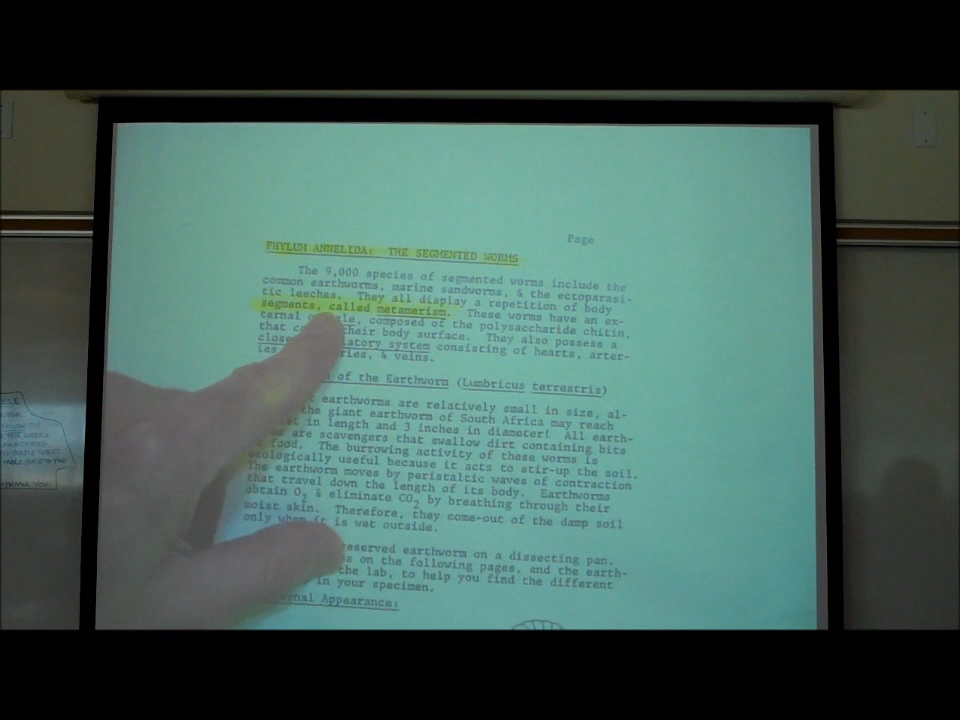 Page
PHYLUM ANNELIDA: THE SEGMENTED WORMS
The 9,000 species of segmented worms include the
common earthworms, marine sandworms, & the ectoparasi-
tic leeches. They all display a repetition of body
segments, called metamerism. These worms have an ex-
ternal, composed of the polysaccharide chitin,
that their body surface. They also possess a
system consisting of hearts, arter-
& veins.
of the Earthworm (Lumbricus terrestris)
earthworms are relatively small in size, al-
the giant earthworm of South Africa may reach
in length and 3 inches in diameter! All earth-
are scavengers that swallow dirt containing bits
food. The burrowing activity of these worms is
ecologically useful because it acts to stir-up the soil.
The earthworm moves by peristaltic waves of contraction
that travel down the length of its body. Earthworms
obtain O2 & eliminate CO2 by breathing through their
moist skin. Therefore, they come-out of the damp soil
only when it is wet outside.
reserved earthworm on a dissecting pan.
on the following pages, and the earth-
the lab, to help you find the different
in your specimen.
Appearance:
THANK YOU